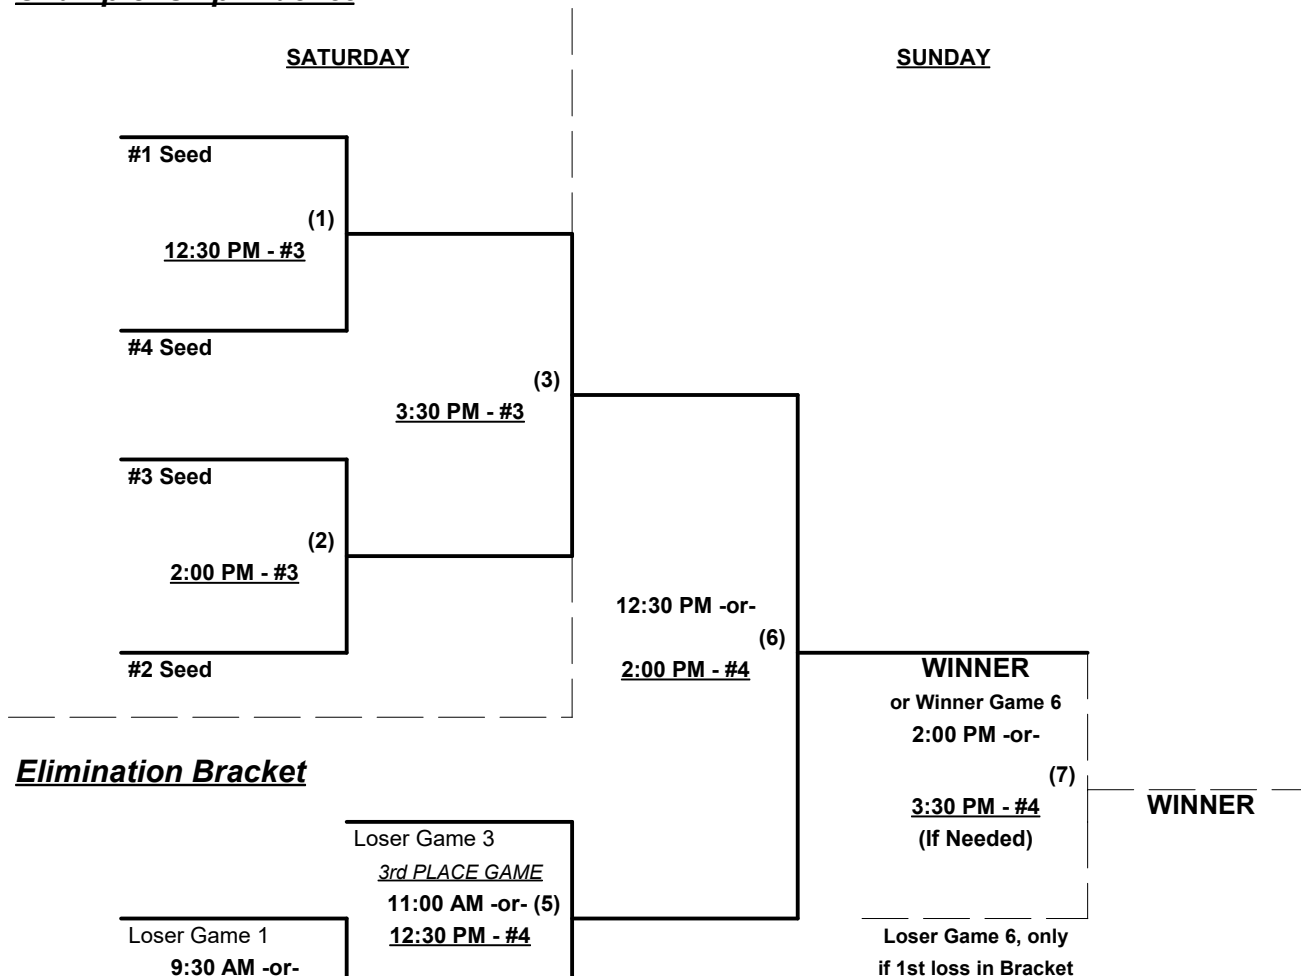 SATURDAY
SUNDAY
#1 Seed
(1)
12:30 PM - #3
#4 Seed
(3)
3:30 PM - #3
#3 Seed
(2)
2:00 PM - #3
#2 Seed
12:30 PM -or-
(6)
2:00 PM - #4
WINNER
or Winner Game 6
2:00 PM -or-
(7)
3:30 PM - #4
(If Needed)
WINNER
Elimination Bracket
Loser Game 3
3rd PLACE GAME
11:00 AM -or- (5)
12:30 PM - #4
Loser Game 1
9:30 AM -or-
Loser Game 6, only
if 1st loss in Bracket